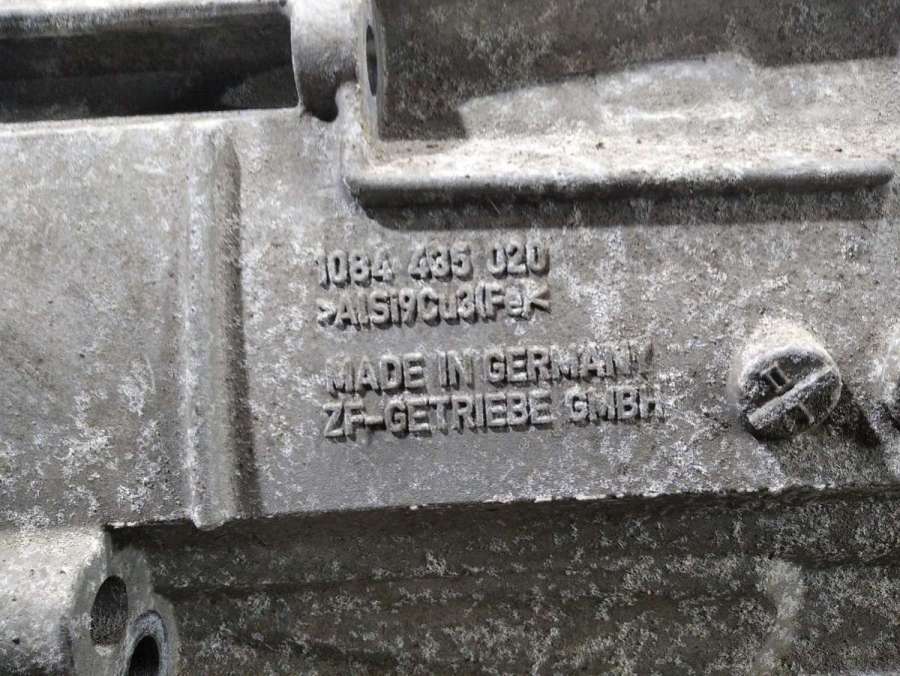 1084 435 020
>AlSi9Cu3(Fe)<
MADE IN GERMANY
ZF-GETRIEBE GMBH